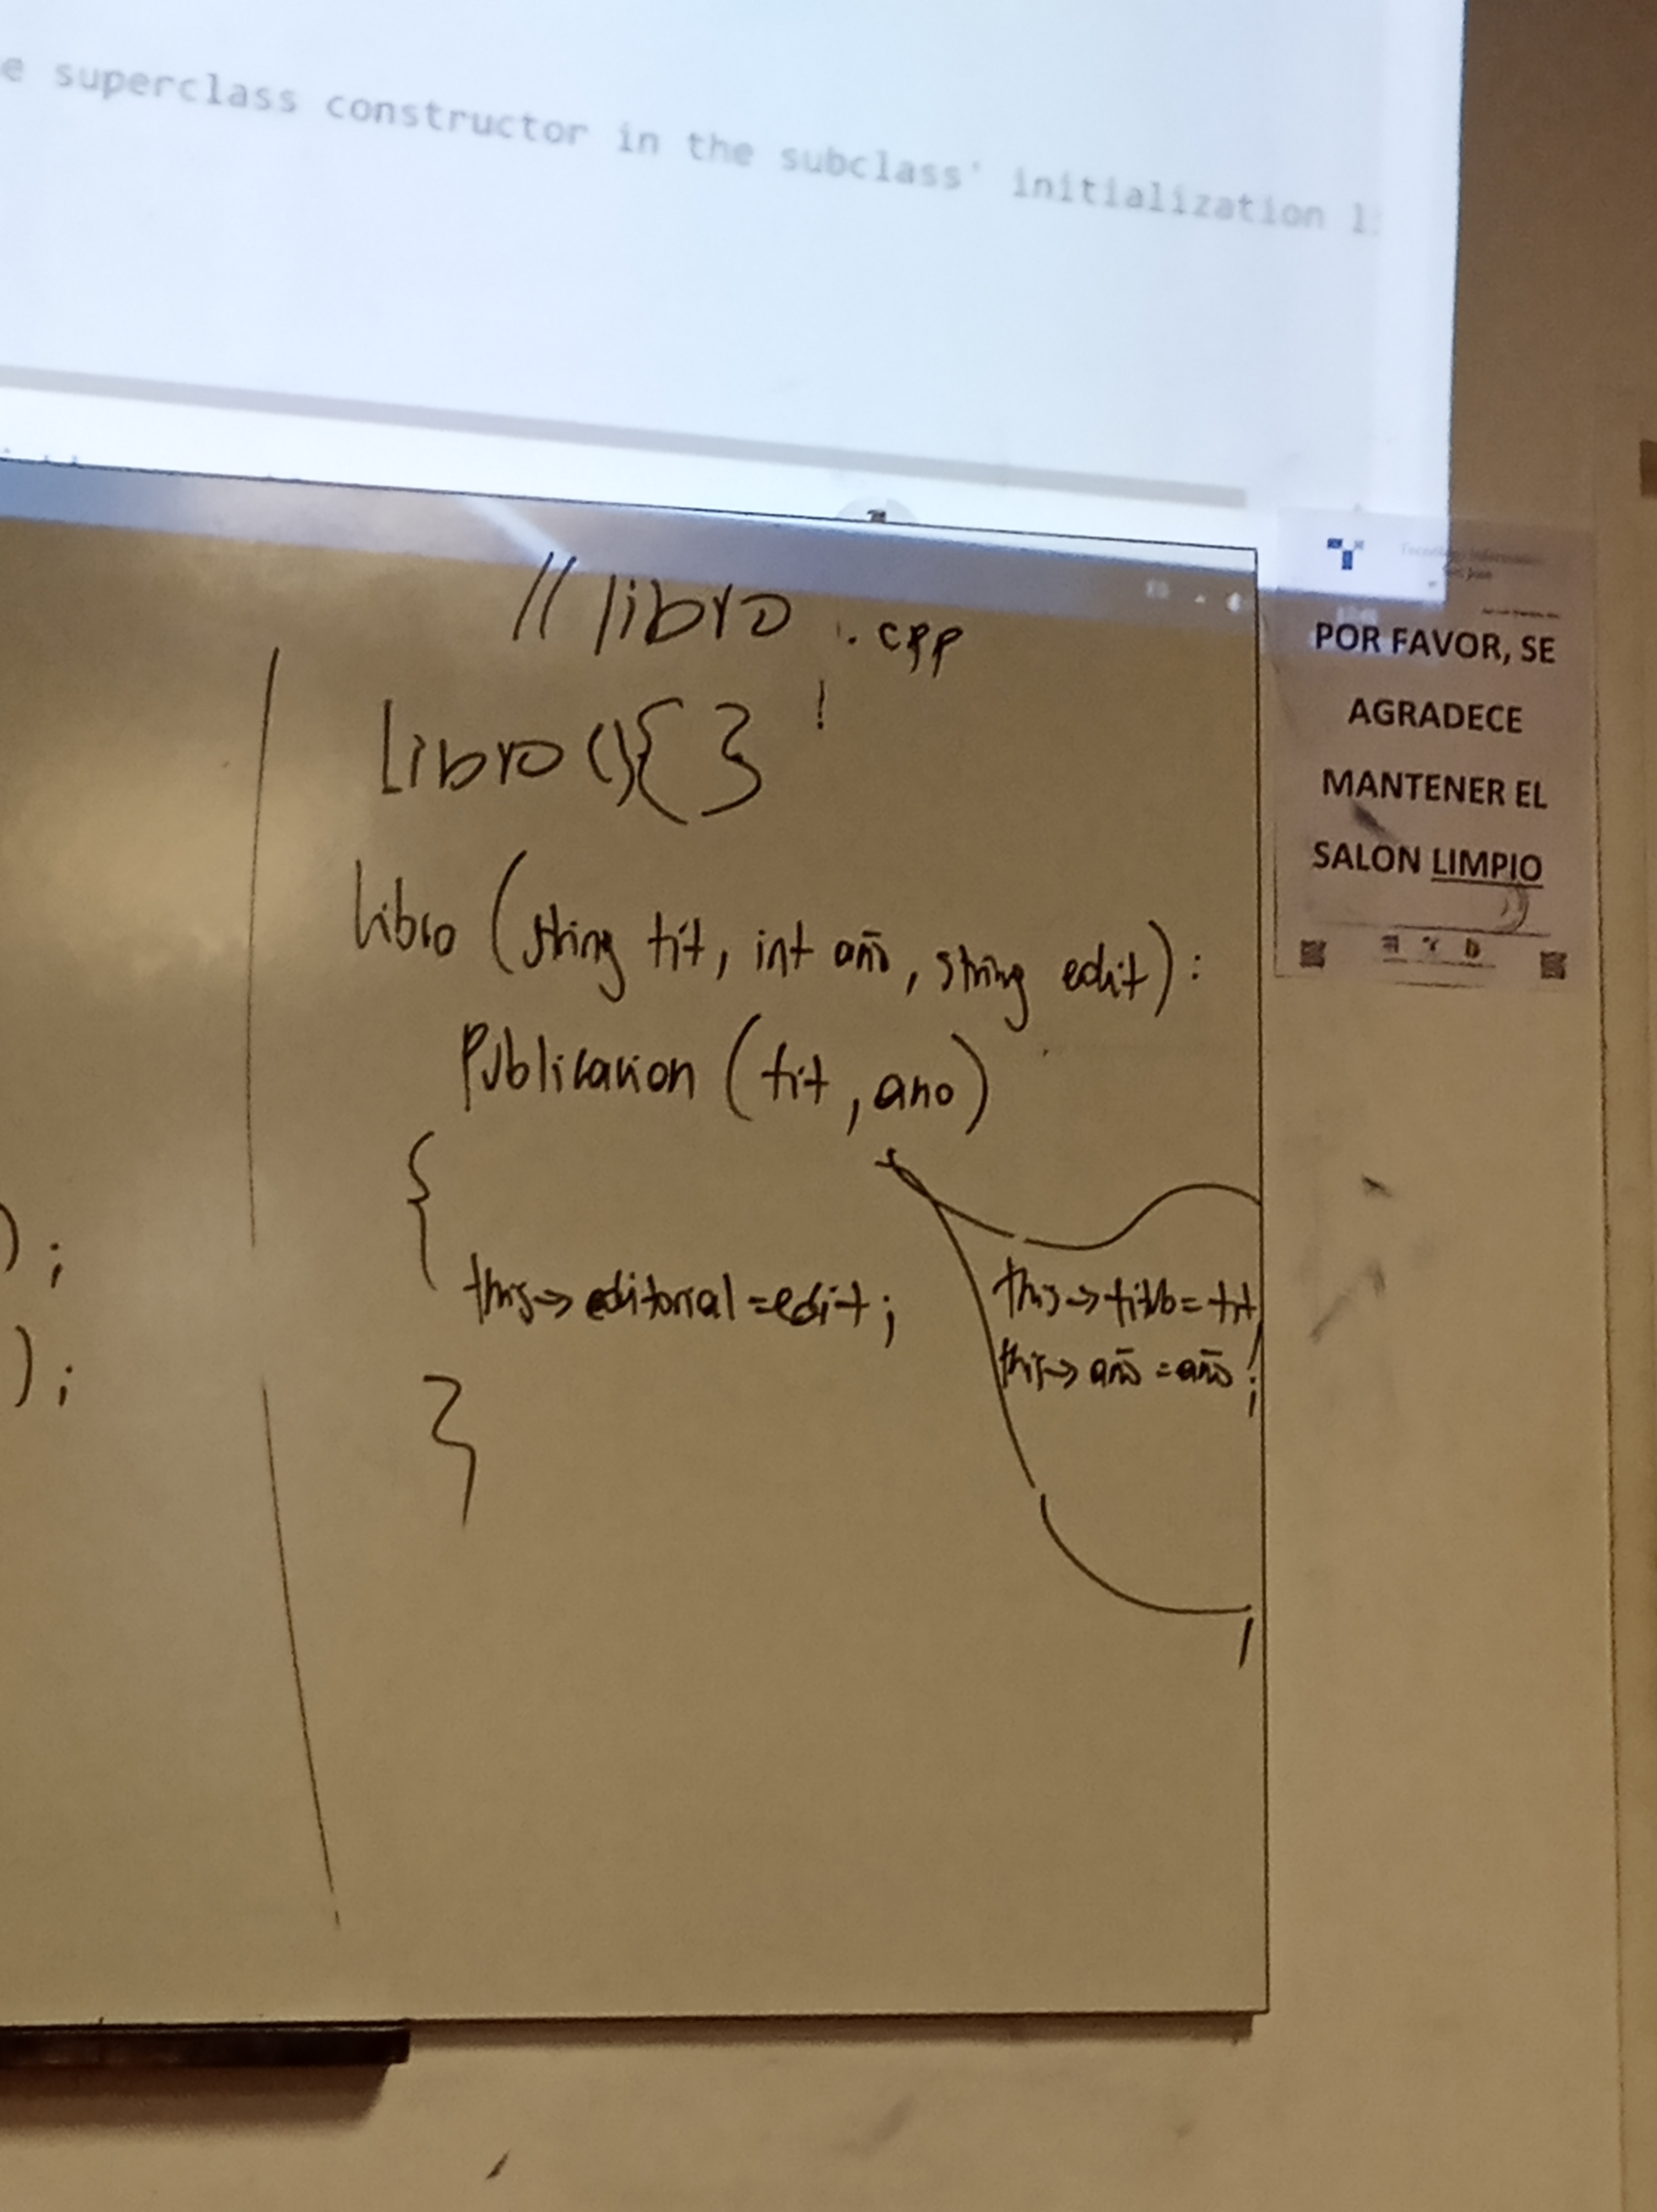 e superclass constructor in the subclass' initialization l
// libro .cpp
Libro(){ }
Libro (string tit, int año, string edit):
Publicacion (tit, ano)
{
this-> editorial = edit;
}
this-> titulo = tit;
this-> año = año;
);
);
POR FAVOR, SE
AGRADECE
MANTENER EL
SALON LIMPIO